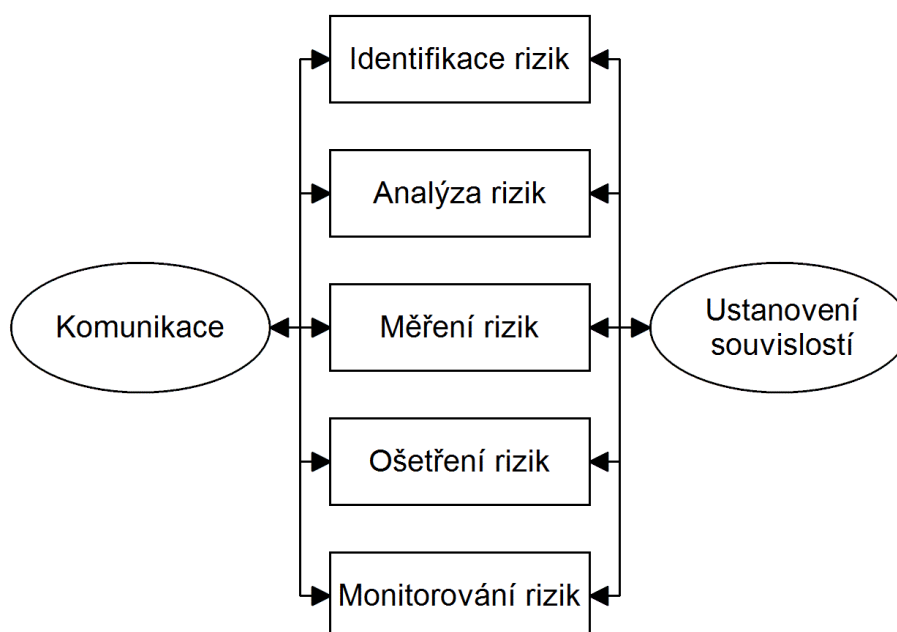 Identifikace rizik
Analýza rizik
Komunikace
Měření rizik
Ustanovení
souvislostí
Ošetření rizik
Monitorování rizik